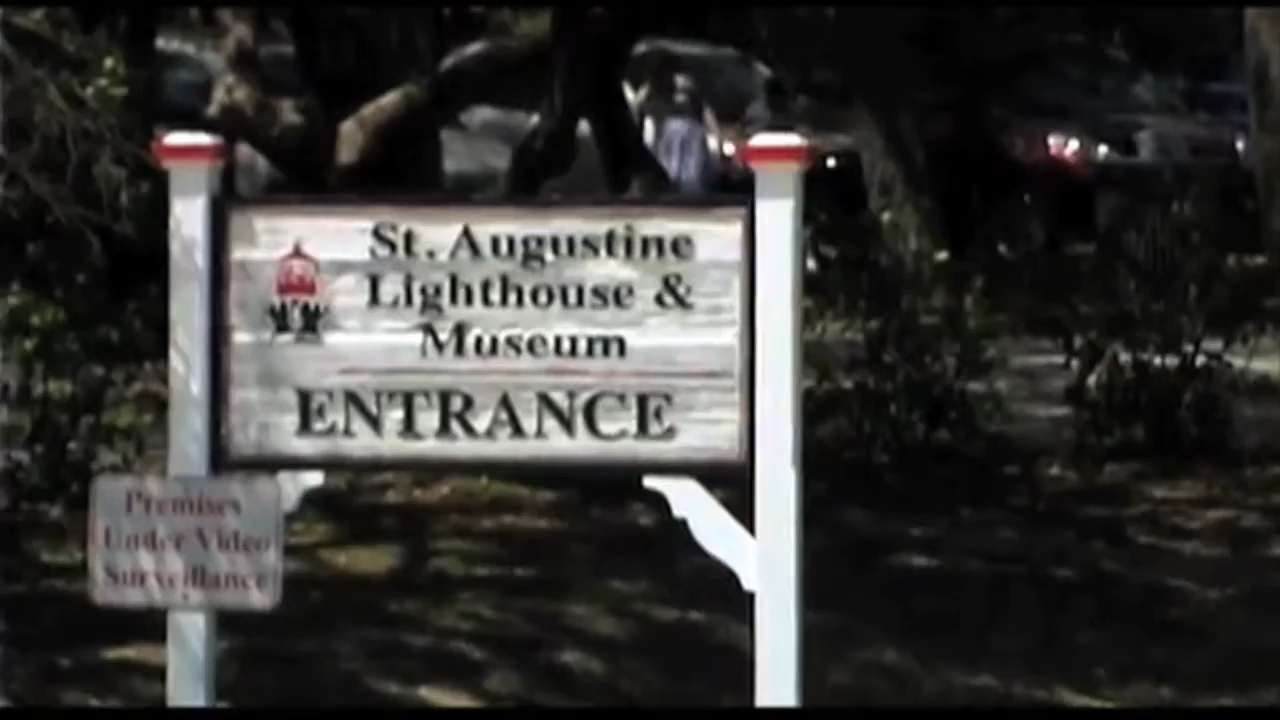 St. Augustine
Lighthouse &
Museum
ENTRANCE
Premises
Under Video
Surveillance